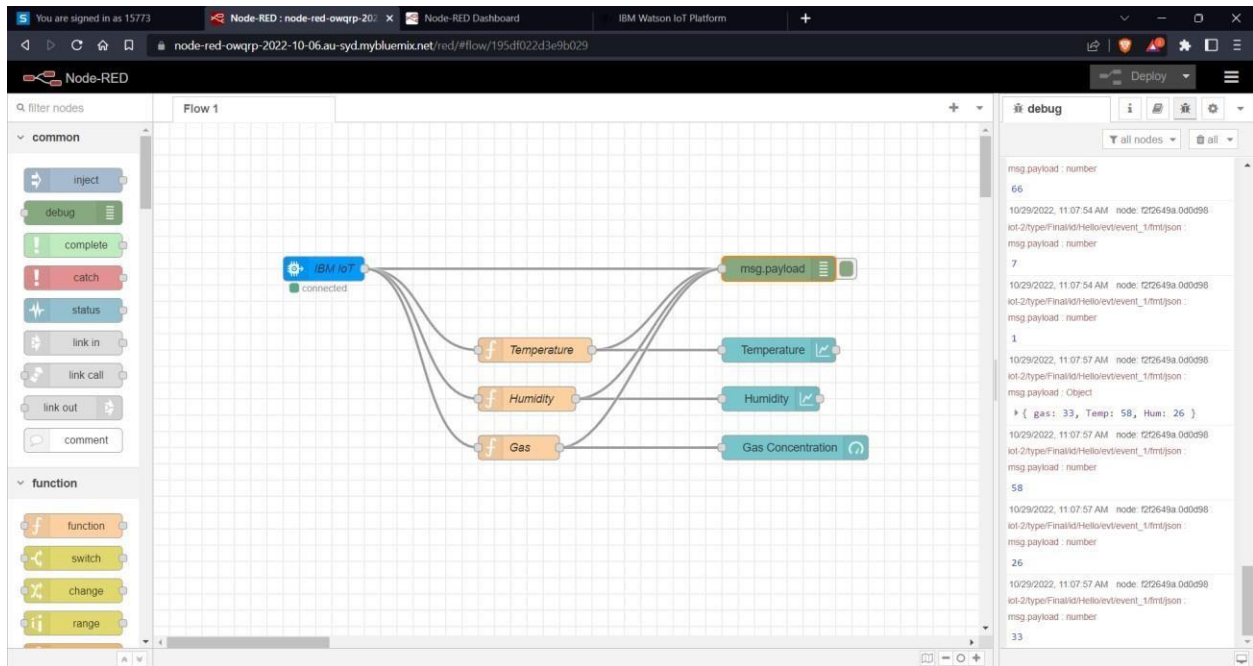 S You are signed in as 15773
Node-RED : node-red-owqrp-202
Node-RED Dashboard
IBM Watson IoT Platform
node-red-owqrp-2022-10-06.au-syd.mybluemix.net/red/#flow/195df022d3e9b029
Node-RED
Deploy
filter nodes
common
inject
debug
complete
catch
status
link in
link call
link out
comment
function
function
switch
change
range
Flow 1
IBM IoT
connected
msg.payload
f Temperature
Temperature
f Humidity
Humidity
f Gas
Gas Concentration
debug
i
all nodes
all
msg.payload : number
66
10/29/2022, 11:07:54 AM node: f2f2649a.0d0d98
iot-2/type/Final/id/Hello/evt/event_1/fmt/json :
msg.payload : number
7
10/29/2022, 11:07:54 AM node: f2f2649a.0d0d98
iot-2/type/Final/id/Hello/evt/event_1/fmt/json :
msg.payload : number
1
10/29/2022, 11:07:57 AM node: f2f2649a.0d0d98
iot-2/type/Final/id/Hello/evt/event_1/fmt/json :
msg.payload : Object
{ gas: 33, Temp: 58, Hum: 26 }
10/29/2022, 11:07:57 AM node: f2f2649a.0d0d98
iot-2/type/Final/id/Hello/evt/event_1/fmt/json :
msg.payload : number
58
10/29/2022, 11:07:57 AM node: f2f2649a.0d0d98
iot-2/type/Final/id/Hello/evt/event_1/fmt/json :
msg.payload : number
26
10/29/2022, 11:07:57 AM node: f2f2649a.0d0d98
iot-2/type/Final/id/Hello/evt/event_1/fmt/json :
msg.payload : number
33